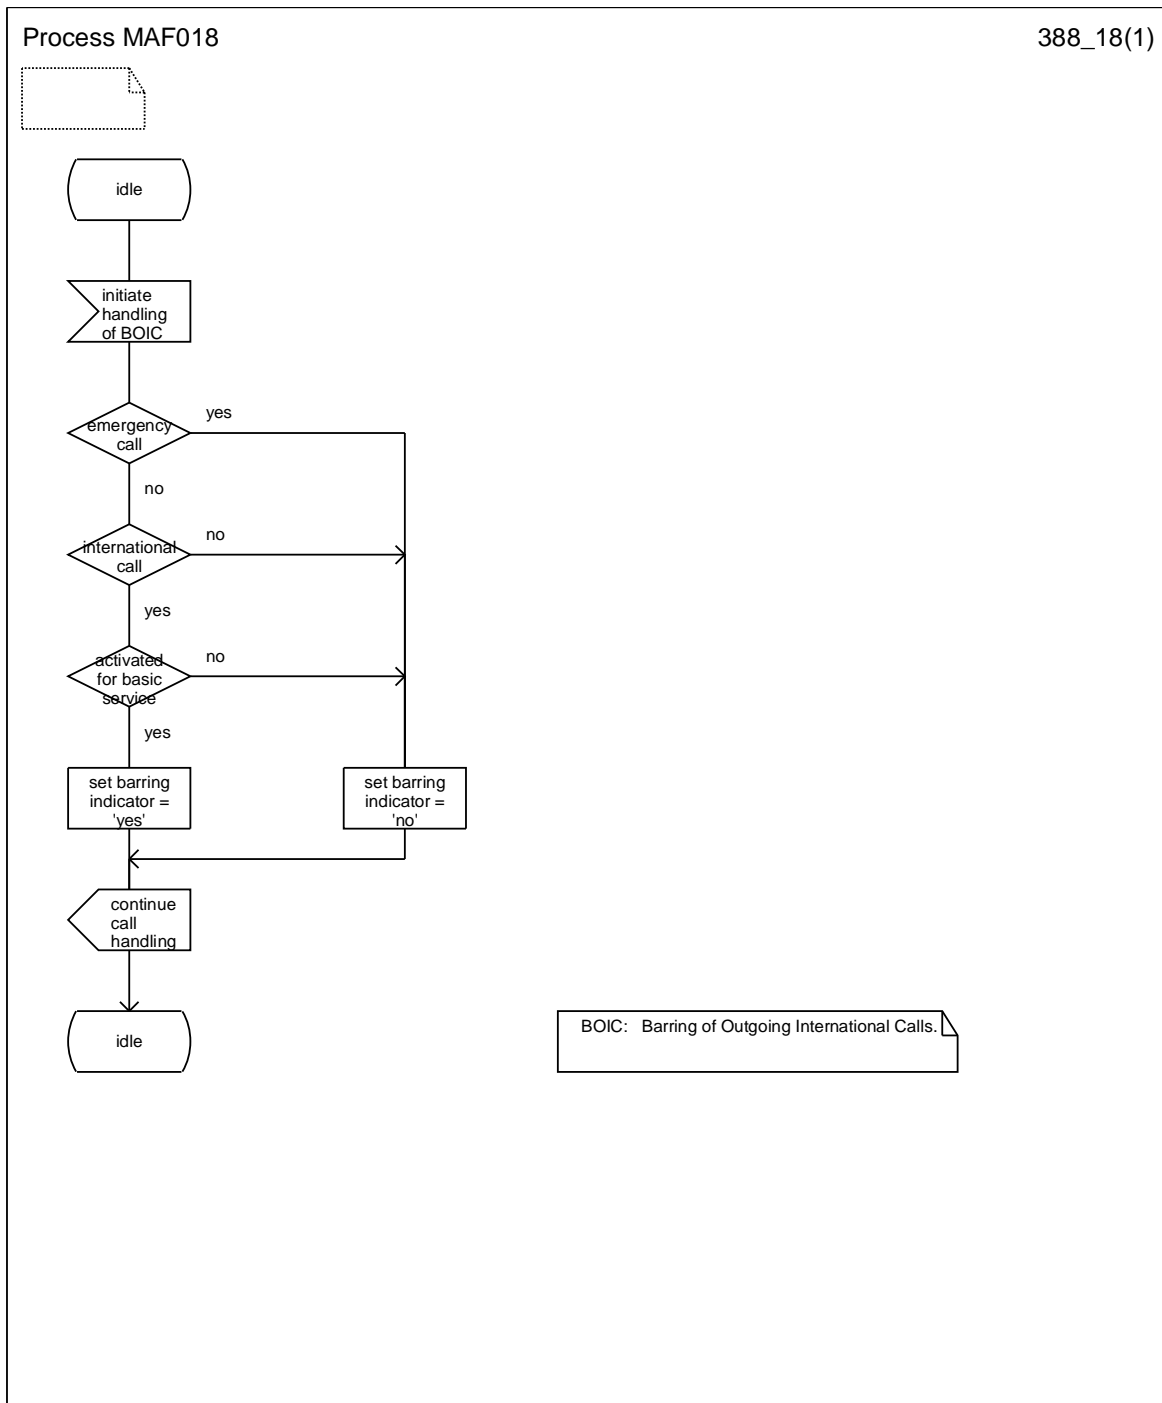 Process MAF018
388_18(1)
idle
initiate
handling
of BOIC
emergency
call
yes
no
international
call
no
yes
activated
for basic
service
no
yes
set barring
indicator =
'yes'
set barring
indicator =
'no'
continue
call
handling
idle
BOIC: Barring of Outgoing International Calls.